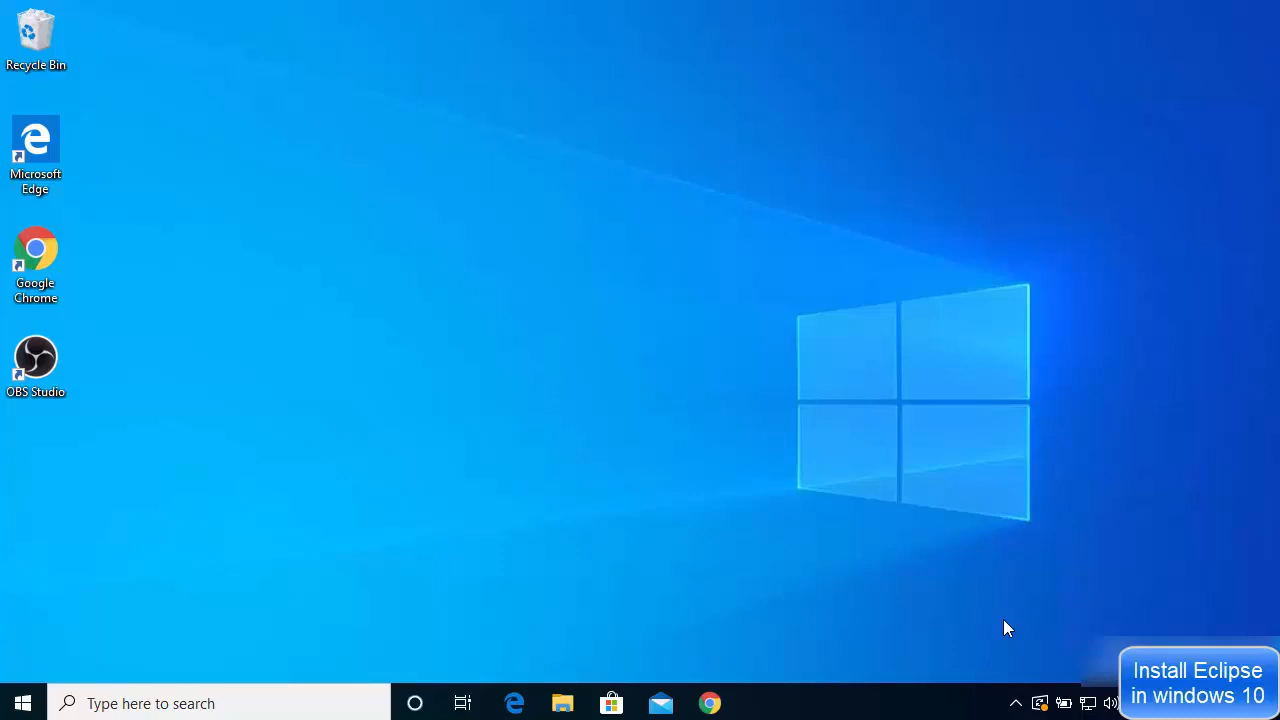 Recycle Bin
Microsoft
Edge
Google
Chrome
OBS Studio
Type here to search
Install Eclipse
in windows 10